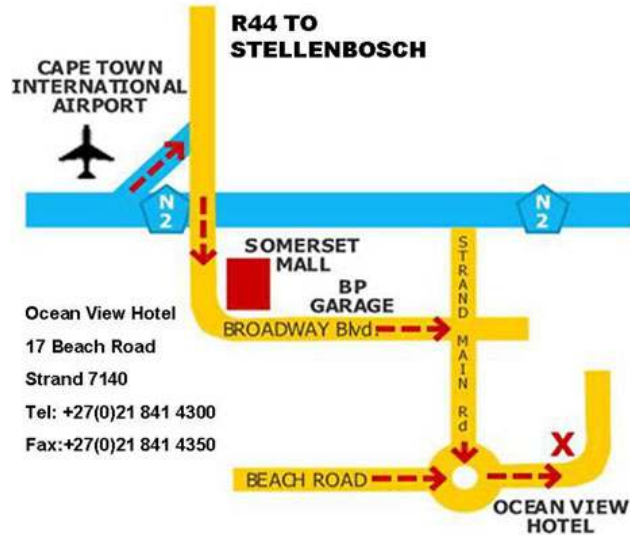 R44 TO
STELLENBOSCH
CAPE TOWN
INTERNATIONAL
AIRPORT
N
2
N
2
SOMERSET
MALL
BP
GARAGE
STRAND MAIN Rd
BROADWAY Blvd.
Ocean View Hotel
17 Beach Road
Strand 7140
Tel: +27(0)21 841 4300
Fax:+27(0)21 841 4350
X
BEACH ROAD
OCEAN VIEW
HOTEL